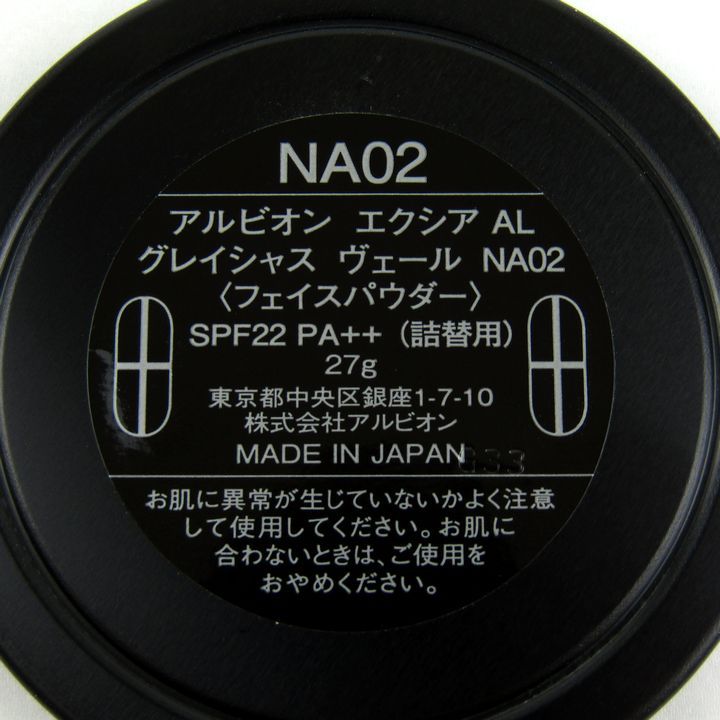 NA02
アルビオン エクシア AL
グレイシャス ヴェール NA02
〈フェイスパウダー〉
SPF22 PA++（詰替用）
27g
東京都中央区銀座1-7-10
株式会社アルビオン
MADE IN JAPAN
お肌に異常が生じていないかよく注意
して使用してください。お肌に
合わないときは、ご使用を
おやめください。